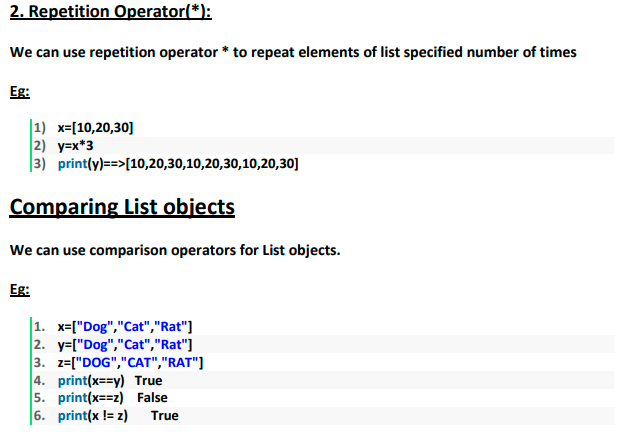 2. Repetition Operator(*):
We can use repetition operator * to repeat elements of list specified number of times
Eg:
1) x=[10,20,30]
2) y=x*3
3) print(y)==>[10,20,30,10,20,30,10,20,30]
Comparing List objects
We can use comparison operators for List objects.
Eg:
1. x=["Dog","Cat","Rat"]
2. y=["Dog","Cat","Rat"]
3. z=["DOG","CAT","RAT"]
4. print(x==y) True
5. print(x==z) False
6. print(x != z) True